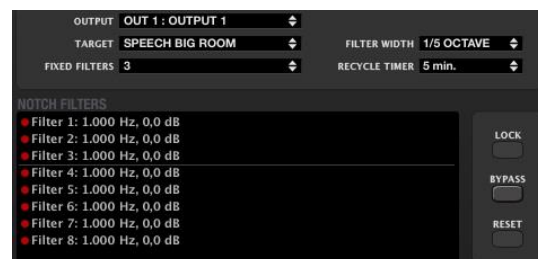 OUTPUT OUT 1 : OUTPUT 1
TARGET SPEECH BIG ROOM FILTER WIDTH 1/5 OCTAVE
FIXED FILTERS 3 RECYCLE TIMER 5 min.
NOTCH FILTERS
Filter 1: 1.000 Hz, 0,0 dB
Filter 2: 1.000 Hz, 0,0 dB
Filter 3: 1.000 Hz, 0,0 dB
Filter 4: 1.000 Hz, 0,0 dB
Filter 5: 1.000 Hz, 0,0 dB
Filter 6: 1.000 Hz, 0,0 dB
Filter 7: 1.000 Hz, 0,0 dB
Filter 8: 1.000 Hz, 0,0 dB
LOCK
BYPASS
RESET